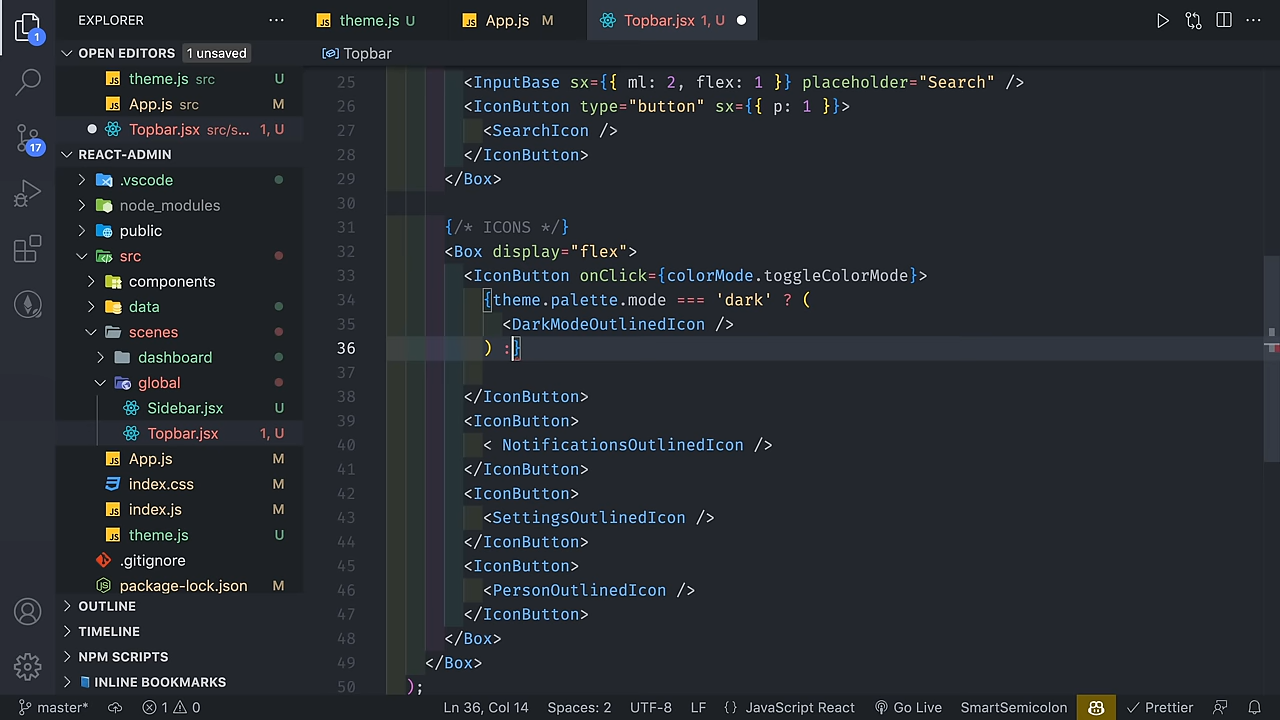 EXPLORER
OPEN EDITORS 1 unsaved
theme.js src U
App.js src M
Topbar.jsx src/s... 1, U
REACT-ADMIN
.vscode
node_modules
public
src
components
data
scenes
dashboard
global
Sidebar.jsx U
Topbar.jsx 1, U
App.js M
index.css M
index.js M
theme.js U
.gitignore
package-lock.json M
OUTLINE
TIMELINE
NPM SCRIPTS
INLINE BOOKMARKS
1
17
JS theme.js U
JS App.js M
Topbar.jsx 1, U
Topbar
25 <InputBase sx={{ ml: 2, flex: 1 }} placeholder="Search" />
26 <IconButton type="button" sx={{ p: 1 }}>
27 <SearchIcon />
28 </IconButton>
29 </Box>
30
31 {/* ICONS */}
32 <Box display="flex">
33 <IconButton onClick={colorMode.toggleColorMode}>
34 {theme.palette.mode === 'dark' ? (
35 <DarkModeOutlinedIcon />
36 ) :}
37
38 </IconButton>
39 <IconButton>
40 < NotificationsOutlinedIcon />
41 </IconButton>
42 <IconButton>
43 <SettingsOutlinedIcon />
44 </IconButton>
45 <IconButton>
46 <PersonOutlinedIcon />
47 </IconButton>
48 </Box>
49 </Box>
50 );
master* 1 0 Ln 36, Col 14 Spaces: 2 UTF-8 LF {} JavaScript React Go Live SmartSemicolon Prettier